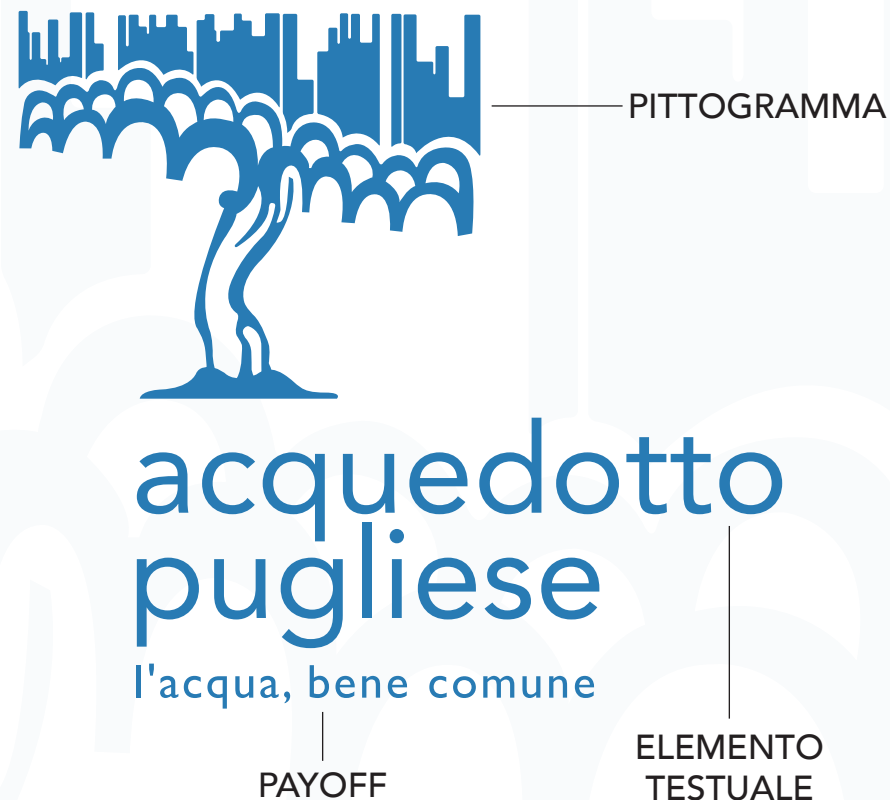 PITTOGRAMMA
acquedotto
pugliese
l'acqua, bene comune
PAYOFF
ELEMENTO
TESTUALE